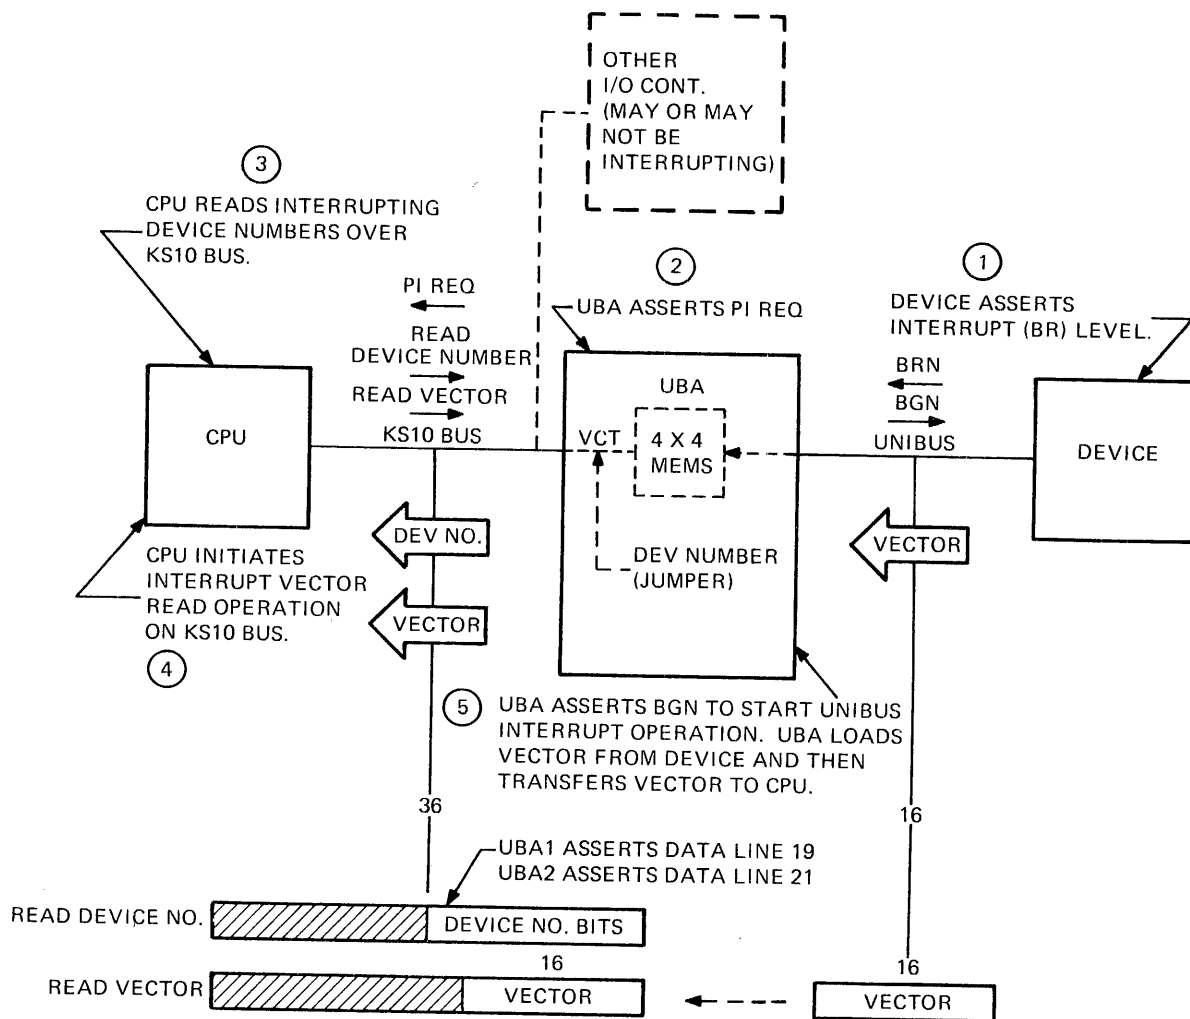 OTHER
I/O CONT.
(MAY OR MAY
NOT BE
INTERRUPTING)
3
CPU READS INTERRUPTING
DEVICE NUMBERS OVER
KS10 BUS.
2
UBA ASSERTS PI REQ
1
DEVICE ASSERTS
INTERRUPT (BR) LEVEL.
PI REQ
READ
DEVICE NUMBER
READ VECTOR
KS10 BUS
BRN
BGN
UNIBUS
CPU
UBA
VCT
4 X 4
MEMS
DEVICE
DEV NO.
VECTOR
DEV NUMBER
(JUMPER)
VECTOR
CPU INITIATES
INTERRUPT VECTOR
READ OPERATION
ON KS10 BUS.
4
5
UBA ASSERTS BGN TO START UNIBUS
INTERRUPT OPERATION. UBA LOADS
VECTOR FROM DEVICE AND THEN
TRANSFERS VECTOR TO CPU.
36
16
UBA1 ASSERTS DATA LINE 19
UBA2 ASSERTS DATA LINE 21
READ DEVICE NO.
DEVICE NO. BITS
16
16
READ VECTOR
VECTOR
VECTOR